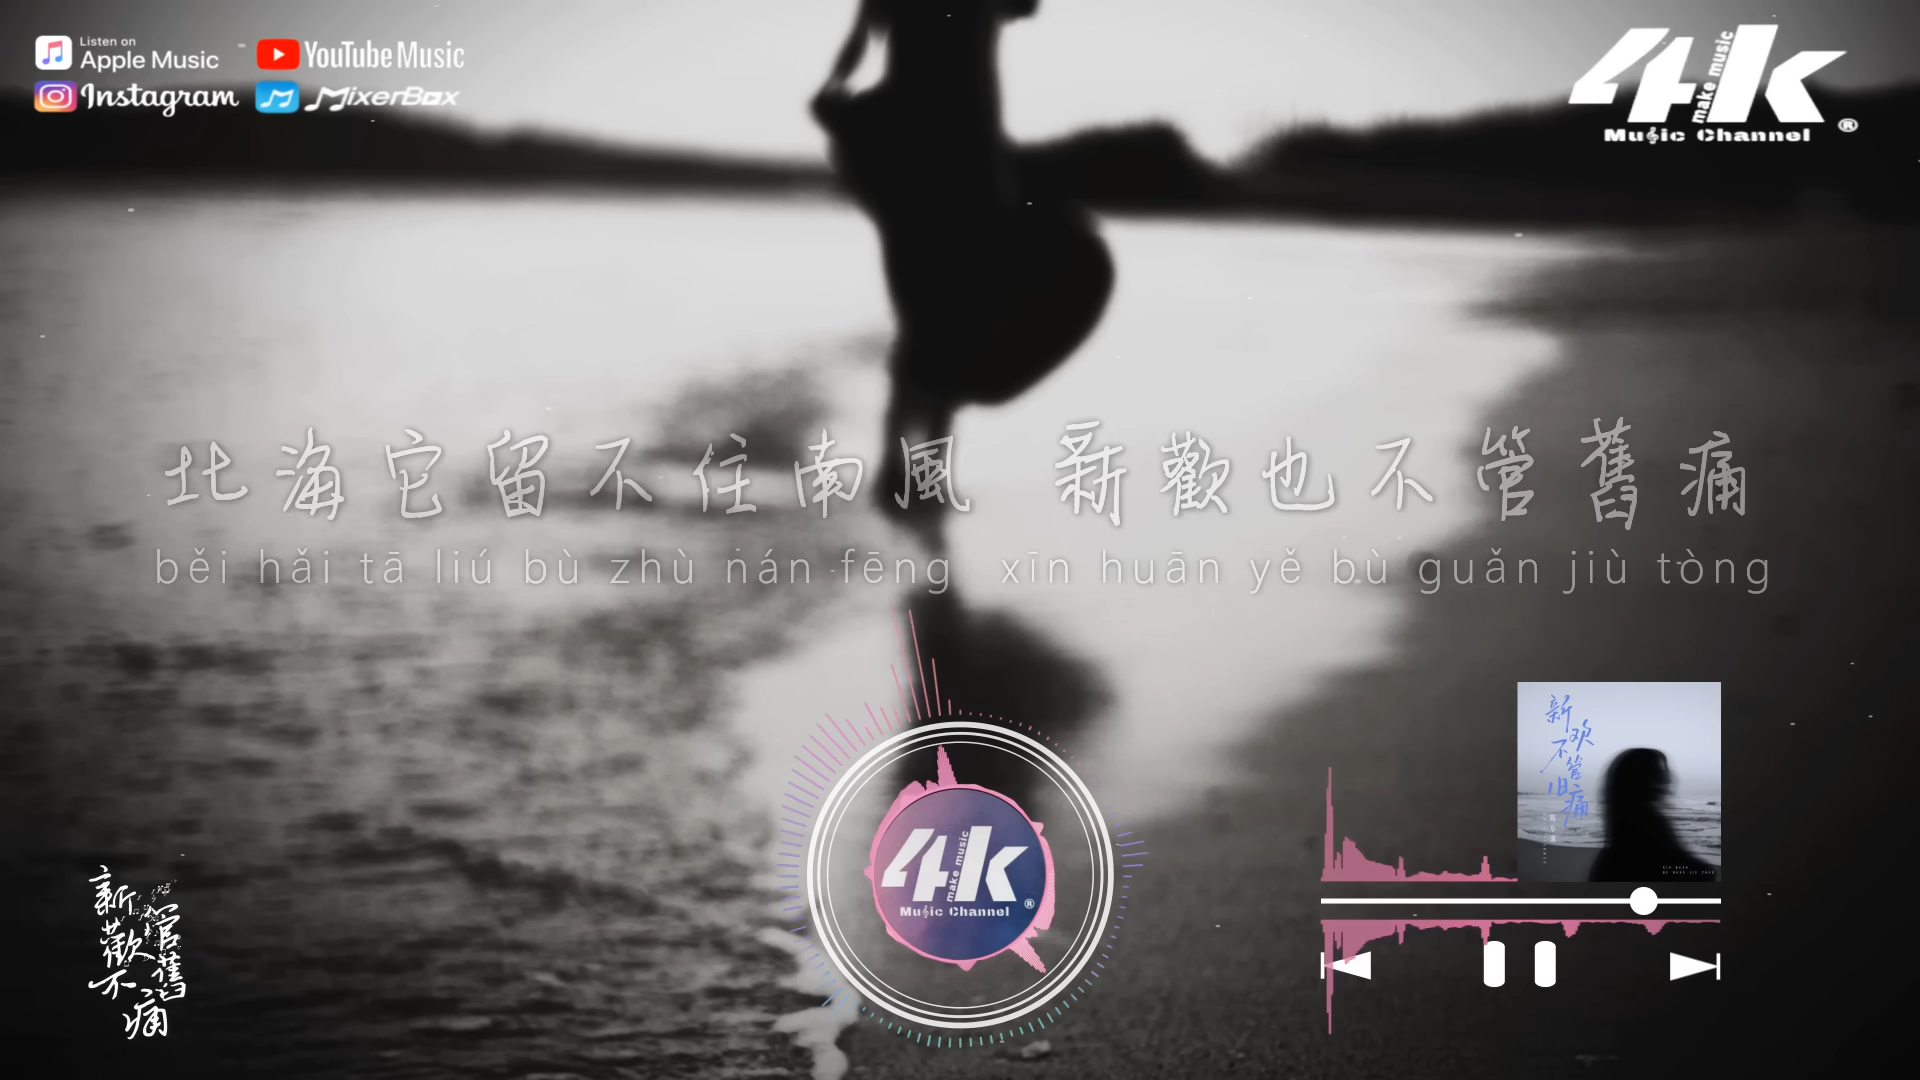 Listen on
Apple Music
YouTube Music
Instagram
MixerBox
4k
make music
Music Channel ®
北海它留不住南風 新歡也不管舊痛
běi hǎi tā liú bù zhù nán fēng xīn huān yě bù guǎn jiù tòng
新欢不管旧痛
4k
make music
Music Channel ®
新歡不管舊痛